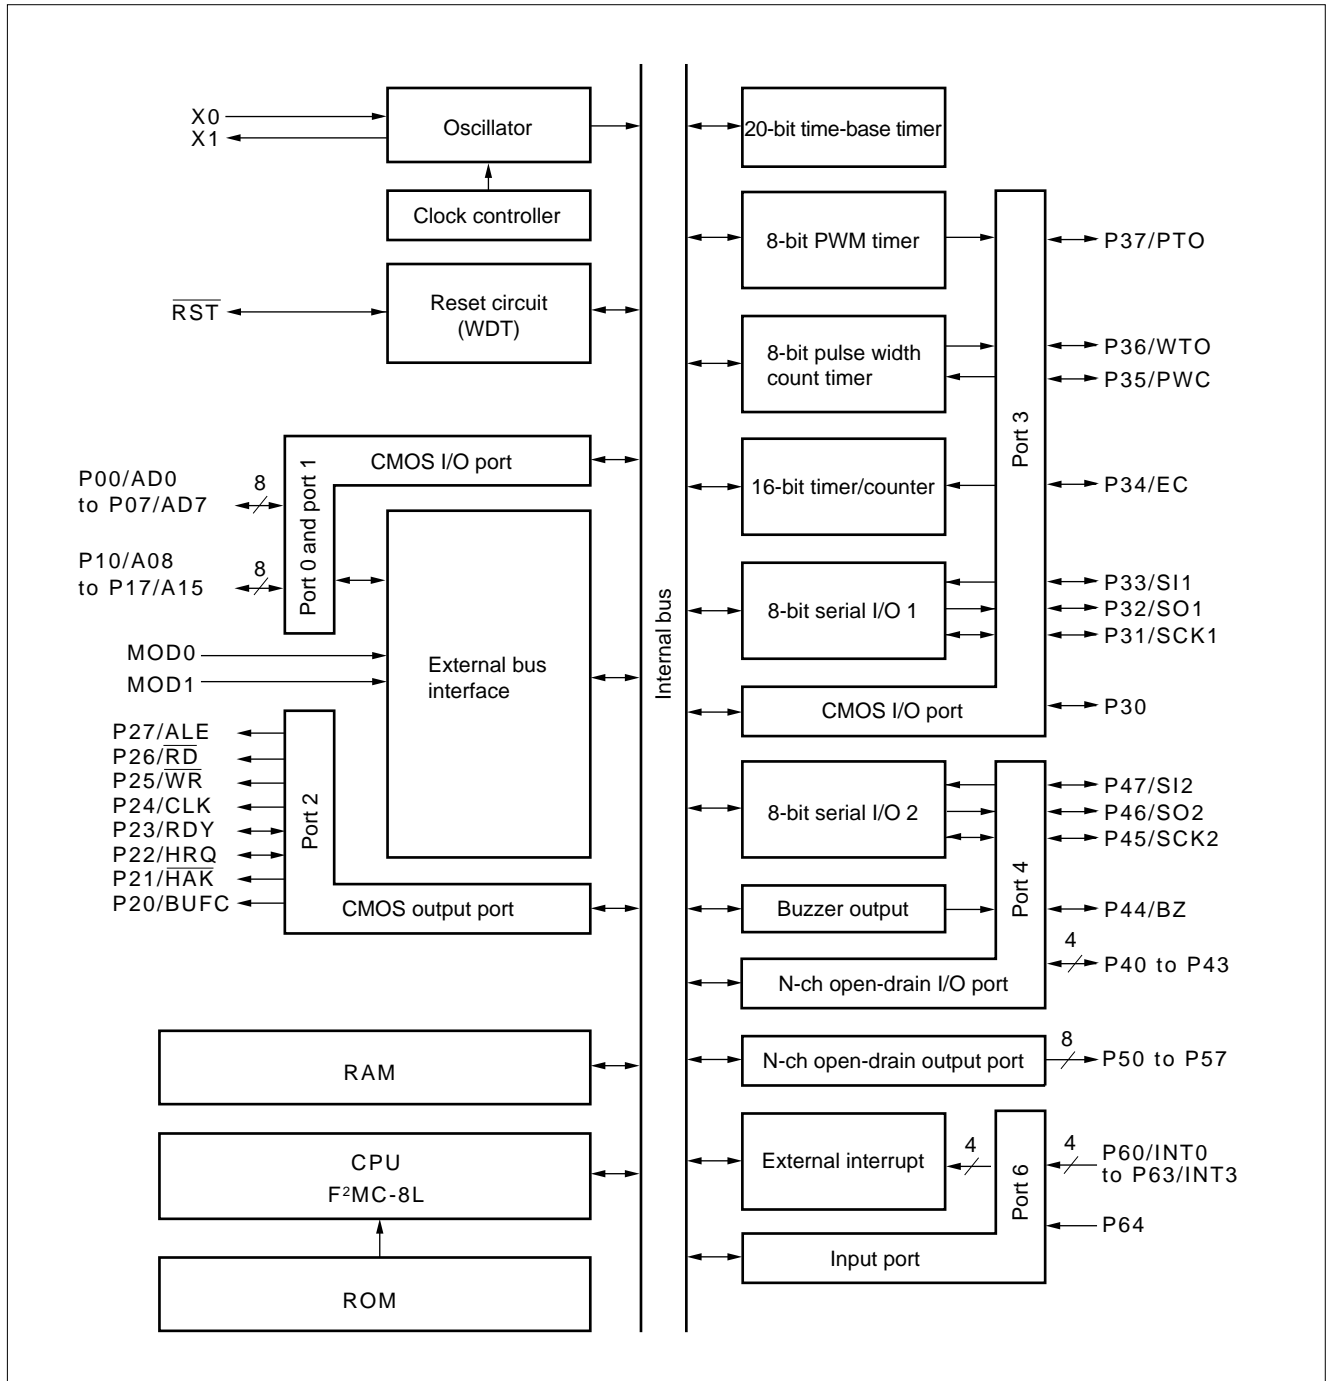 X0
X1
Oscillator
Clock controller
RST
Reset circuit
(WDT)
CMOS I/O port
Port 0 and port 1
P00/AD0
to P07/AD7
8
P10/A08
to P17/A15
8
MOD0
MOD1
External bus
interface
P27/ALE
P26/RD
P25/WR
P24/CLK
P23/RDY
P22/HRQ
P21/HAK
P20/BUFC
Port 2
CMOS output port
RAM
CPU
F²MC-8L
ROM
Internal bus
20-bit time-base timer
8-bit PWM timer
P37/PTO
8-bit pulse width
count timer
P36/WTO
P35/PWC
Port 3
16-bit timer/counter
P34/EC
8-bit serial I/O 1
P33/SI1
P32/SO1
P31/SCK1
CMOS I/O port
P30
8-bit serial I/O 2
P47/SI2
P46/SO2
P45/SCK2
Port 4
Buzzer output
P44/BZ
4
P40 to P43
N-ch open-drain I/O port
N-ch open-drain output port
8
P50 to P57
External interrupt
4
Port 6
4
P60/INT0
to P63/INT3
P64
Input port